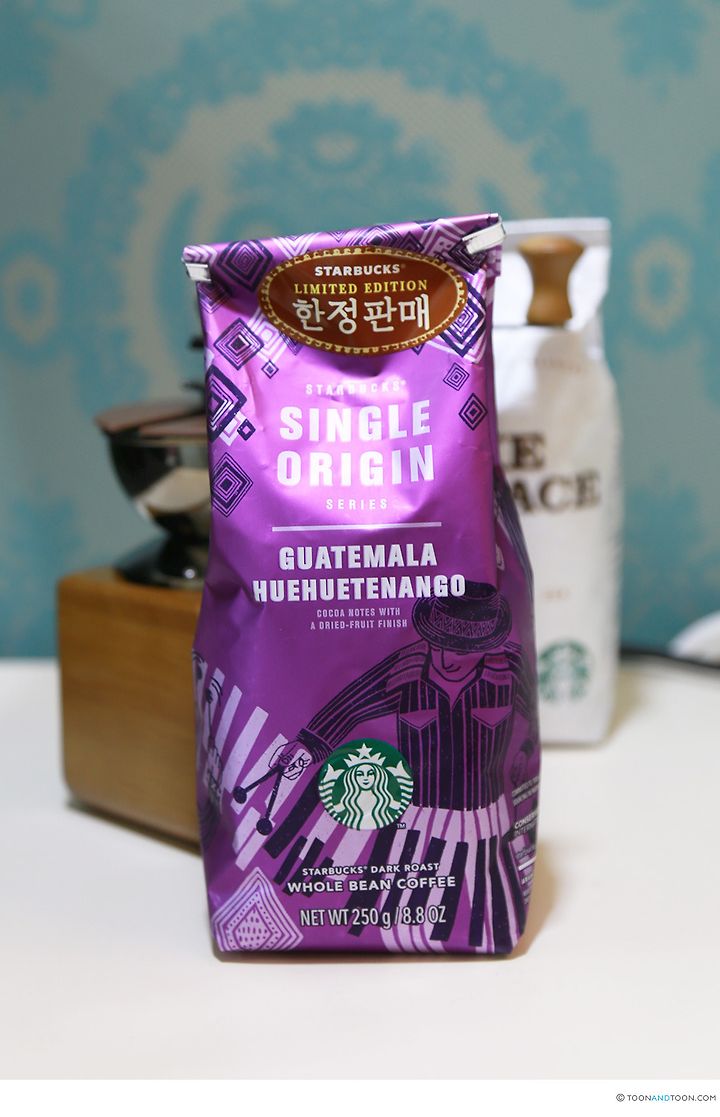 STARBUCKS®
LIMITED EDITION
한정판매
STARBUCKS®
SINGLE
ORIGIN
SERIES
GUATEMALA
HUEHUETENANGO
COCOA NOTES WITH
A DRIED-FRUIT FINISH
STARBUCKS® DARK ROAST
WHOLE BEAN COFFEE
NET WT 250 g / 8.8 OZ
© TOONANDTOON.COM